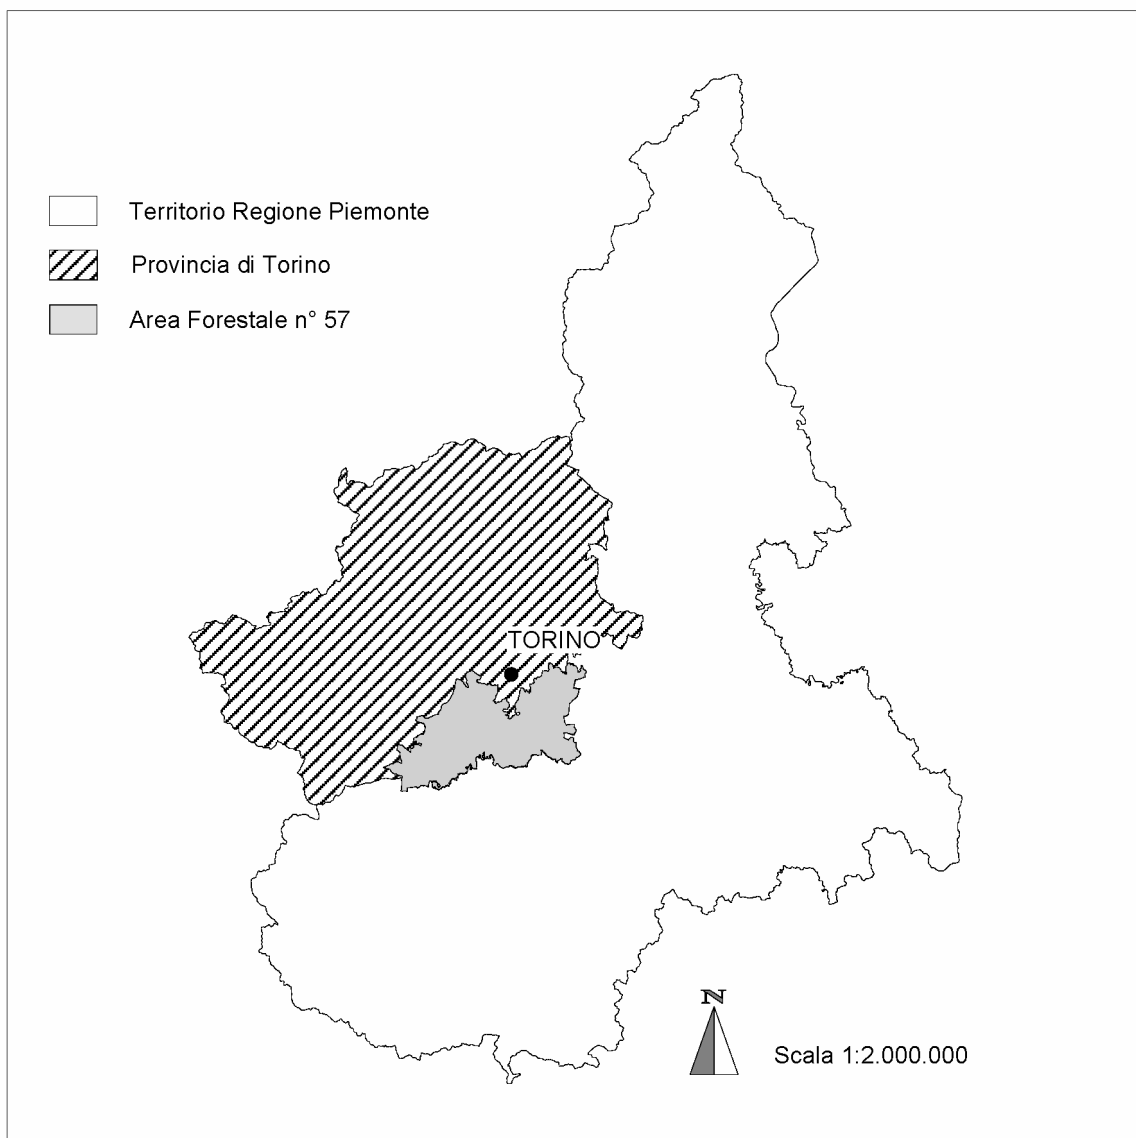 Territorio Regione Piemonte
Provincia di Torino
Area Forestale n° 57
TORINO
N
Scala 1:2.000.000